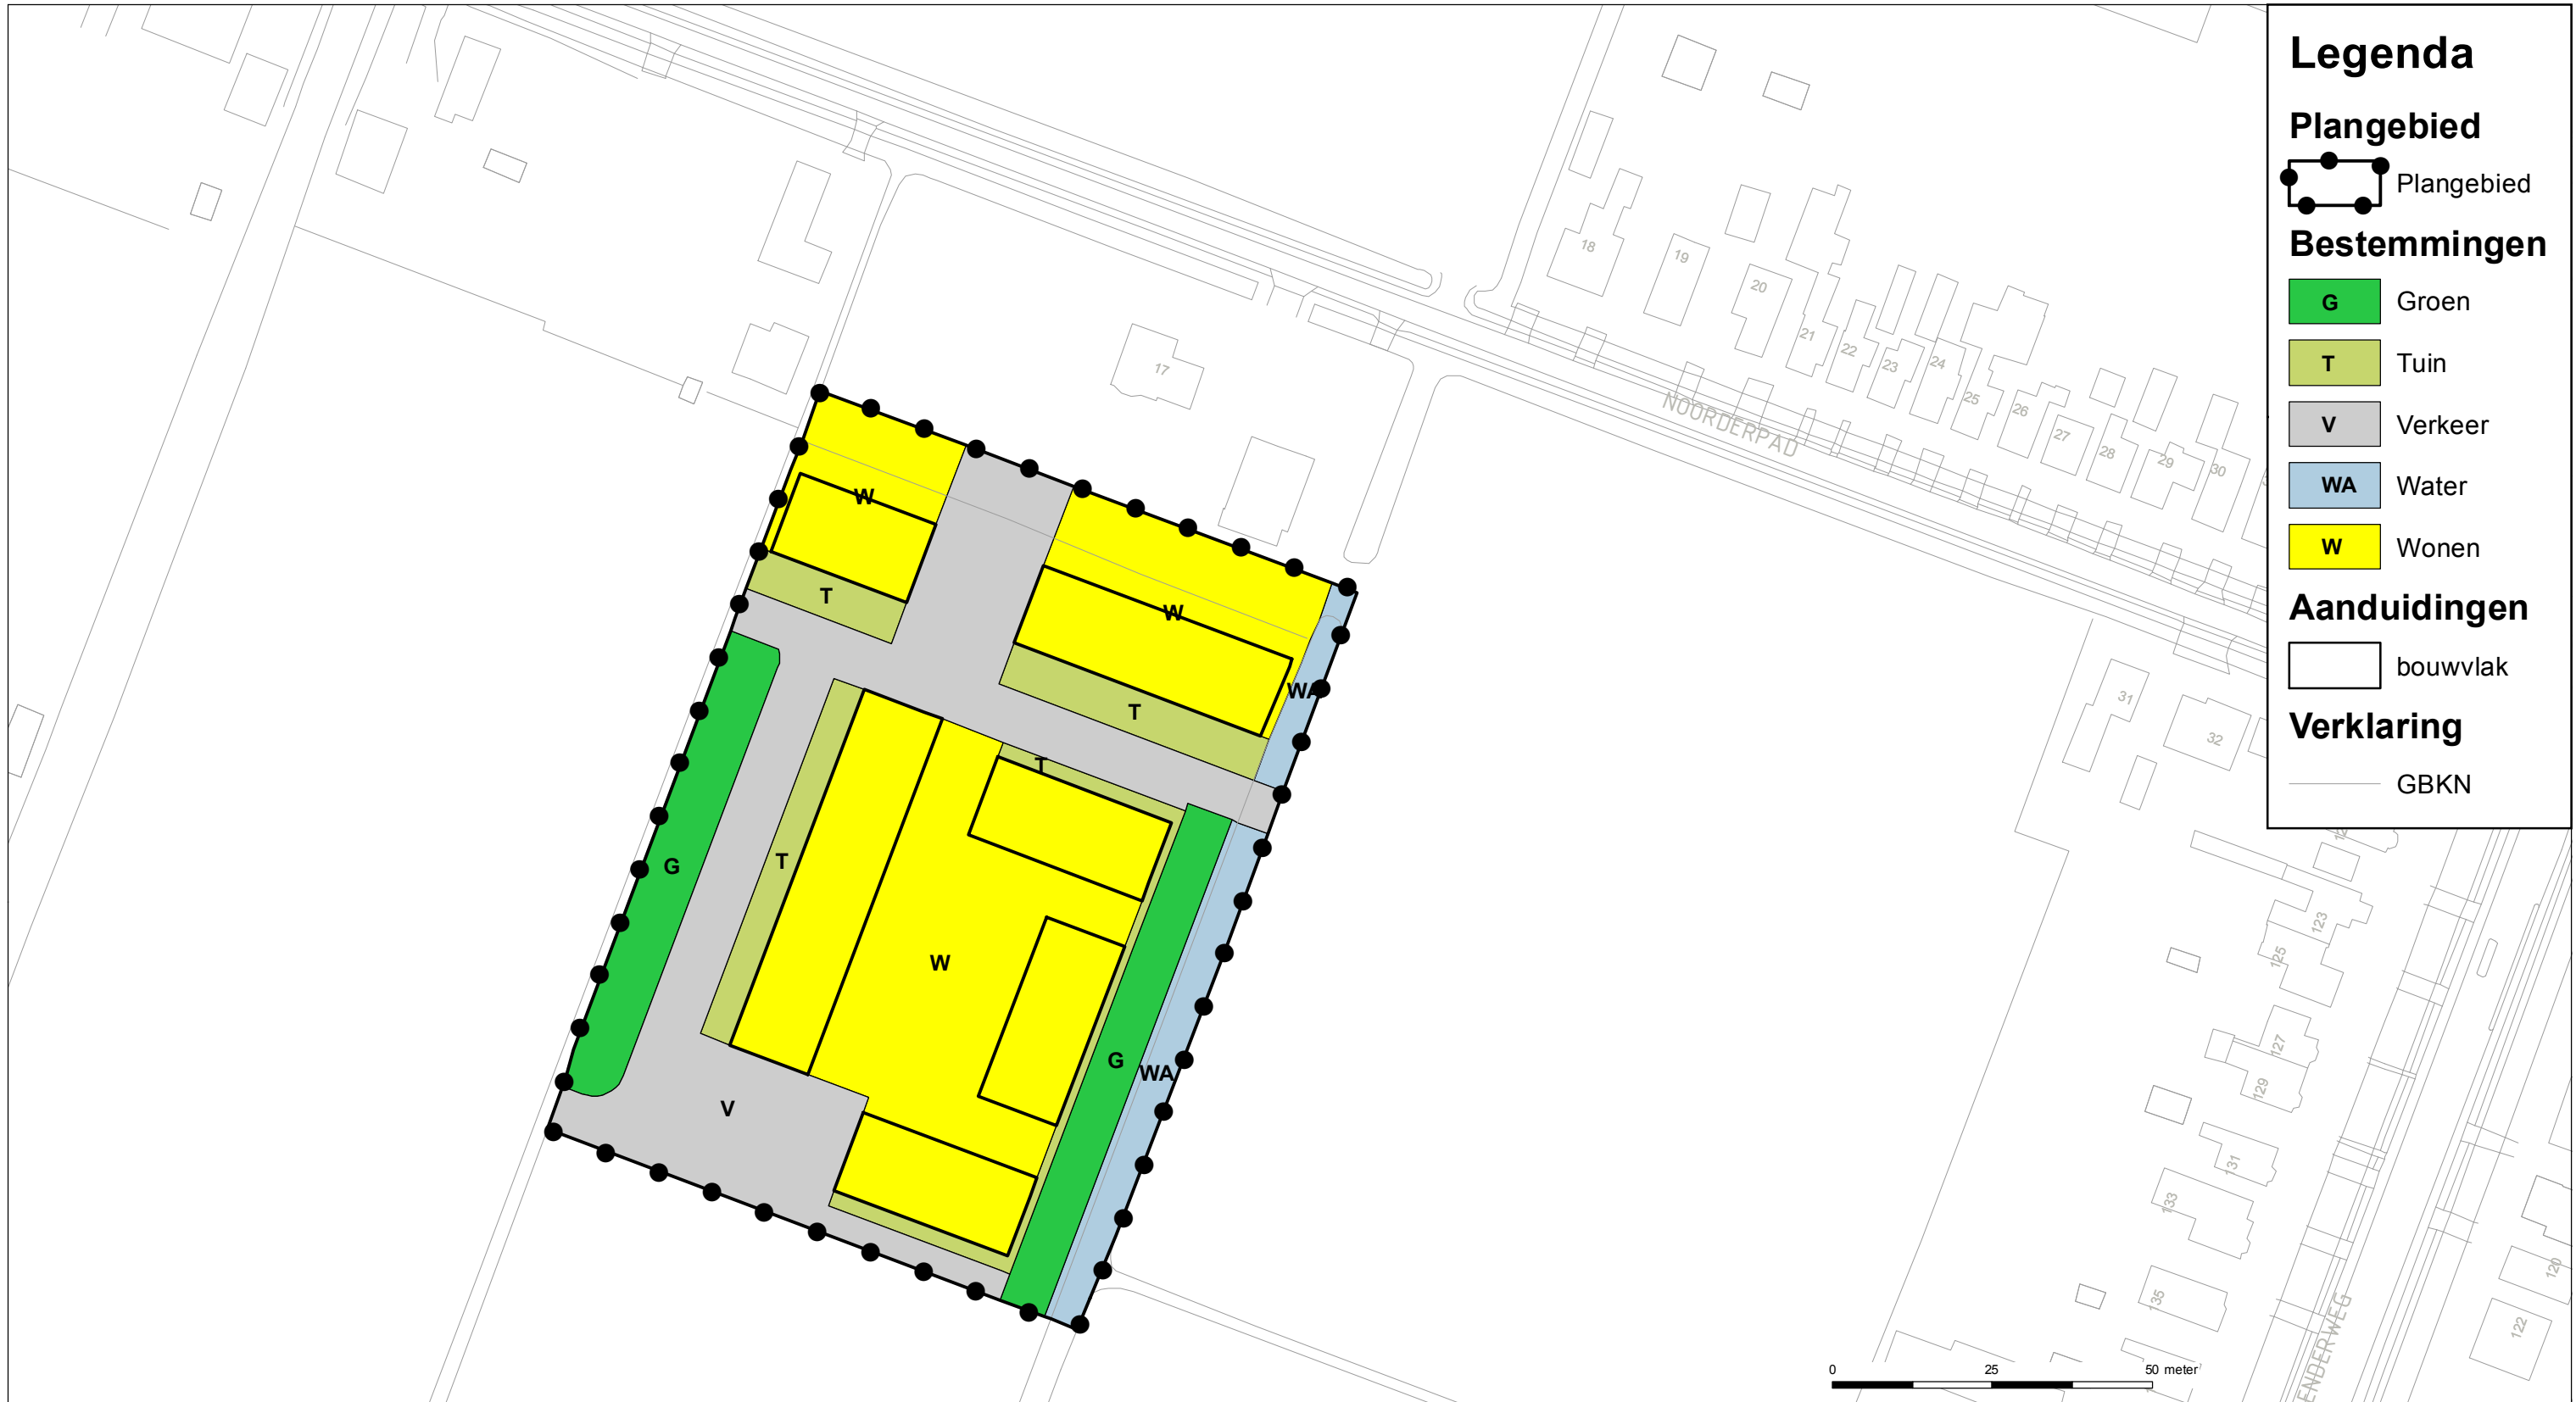 Legenda
Plangebied
Plangebied
Bestemmingen
G Groen
T Tuin
V Verkeer
WA Water
W Wonen
Aanduidingen
bouwvlak
Verklaring
GBKN
18
19
20
21
22
23
24
25
26
27
28
29
30
17
NOORDERPAD
W
T
W
WA
T
T
G
T
W
G
WA
V
31
32
123
125
127
129
131
133
135
120
122
ENDERWEG
0 25 50 meter